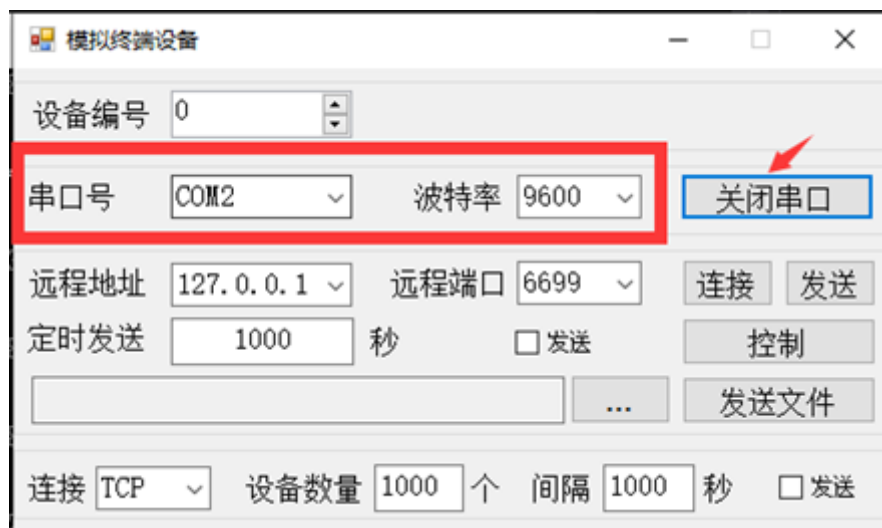 模拟终端设备
设备编号 0
串口号 COM2 波特率 9600 关闭串口
远程地址 127.0.0.1 远程端口 6699 连接 发送
定时发送 1000 秒 发送 控制
... 发送文件
连接 TCP 设备数量 1000 个 间隔 1000 秒 发送